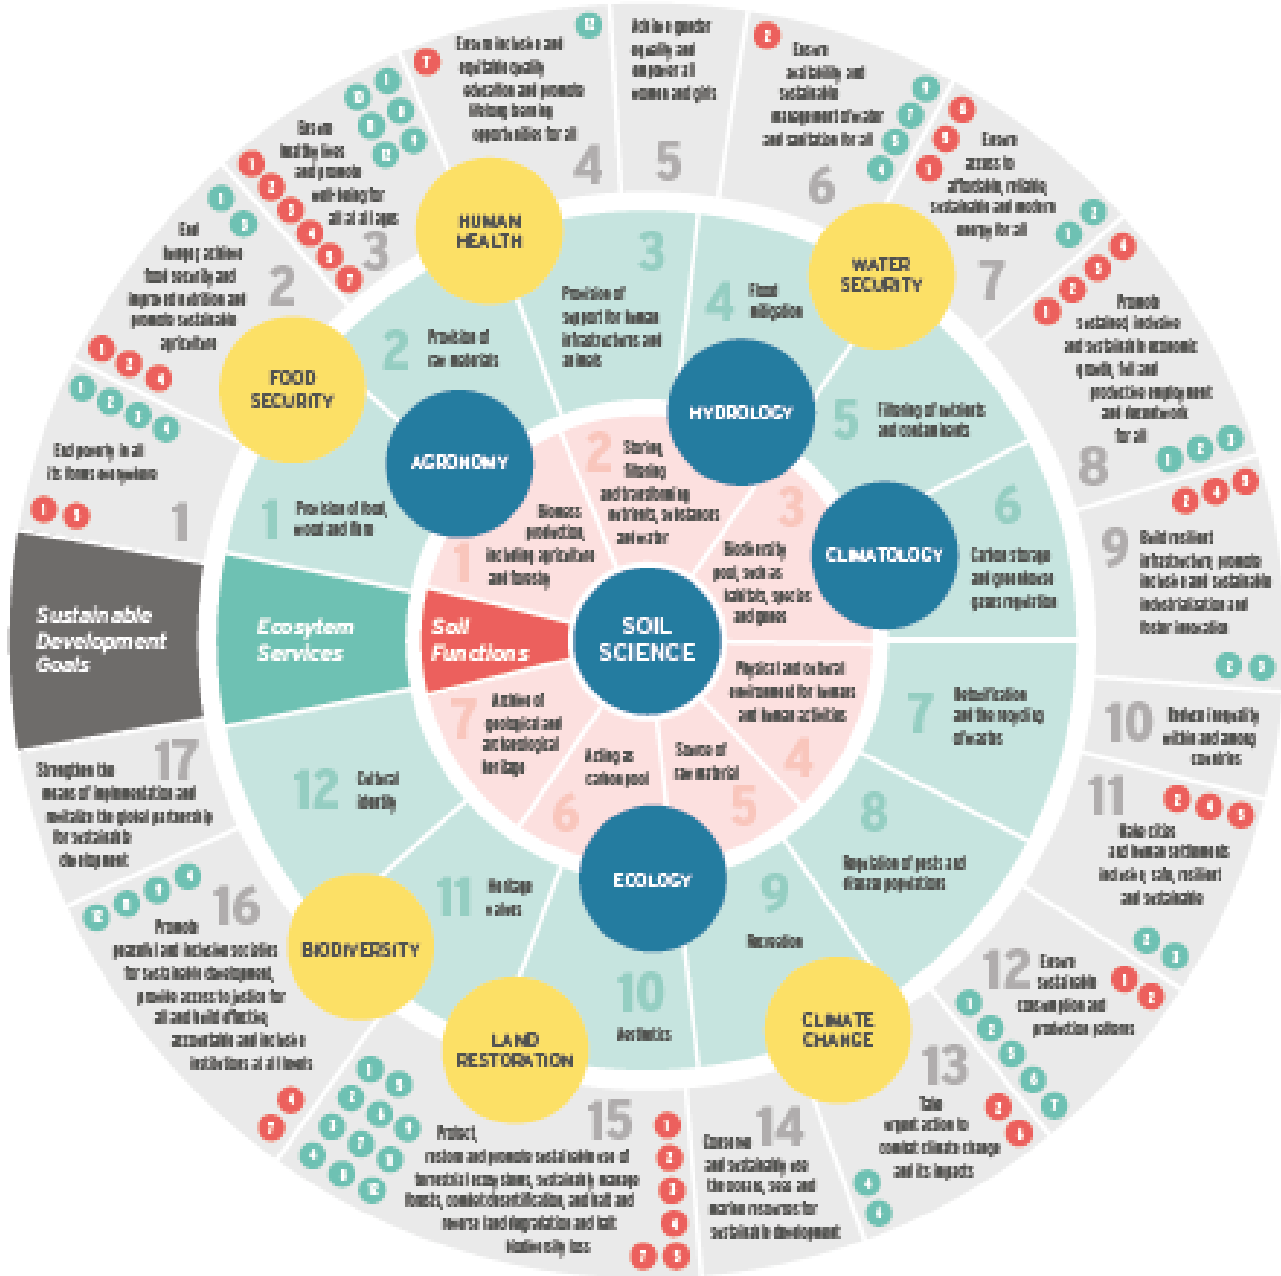 Sustainable
Development
Goals
Ecosytem
Services
Soil
Functions
SOIL
SCIENCE
AGRONOMY
HYDROLOGY
CLIMATOLOGY
ECOLOGY
FOOD
SECURITY
HUMAN
HEALTH
WATER
SECURITY
CLIMATE
CHANGE
LAND
RESTORATION
BIODIVERSITY
1
Biomass
production,
including agriculture
and forestry
2
Storing,
filtering
and transforming
nutrients, substances
and water
3
Biodiversity
pool, such as
habitats, species
and genes
4
Physical and cultural
environment for humans
and human activities
5
Source of
raw material
6
Acting as
carbon pool
7
Archive of
geological and
archeological
heritage
1
Provision of food,
wood and fibre
2
Provision of
raw materials
3
Provision of
support for human
infrastructures and
animals
4
Flood
mitigation
5
Filtering of nutrients
and contaminants
6
Carbon storage
and greenhouse
gases regulation
7
Detoxification
and the recycling
of wastes
8
Regulation of pests and
disease populations
9
Recreation
10
Aesthetics
11
Heritage
values
12
Cultural
identity
1
End poverty in all
its forms everywhere
2
End
hunger, achieve
food security and
improved nutrition and
promote sustainable
agriculture
3
Ensure
healthy lives
and promote
well-being for
all at all ages
4
Ensure inclusive and
equitable quality
education and promote
lifelong learning
opportunities for all
5
Achieve gender
equality and
empower all
women and girls
6
Ensure
availability and
sustainable
management of water
and sanitation for all
7
Ensure
access to
affordable, reliable,
sustainable and modern
energy for all
8
Promote
sustained, inclusive
and sustainable economic
growth, full and
productive employment
and decent work
for all
9
Build resilient
infrastructure, promote
inclusive and sustainable
industrialization and
foster innovation
10
Reduce inequality
within and among
countries
11
Make cities
and human settlements
inclusive, safe, resilient
and sustainable
12
Ensure
sustainable
consumption and
production patterns
13
Take
urgent action to
combat climate change
and its impacts
14
Conserve
and sustainably use
the oceans, seas and
marine resources for
sustainable development
15
Protect,
restore and promote sustainable use of
terrestrial ecosystems, sustainably manage
forests, combat desertification, and halt and
reverse land degradation and halt
biodiversity loss
16
Promote
peaceful and inclusive societies
for sustainable development,
provide access to justice for
all and build effective,
accountable and inclusive
institutions at all levels
17
Strengthen the
means of implementation and
revitalize the global partnership
for sustainable
development